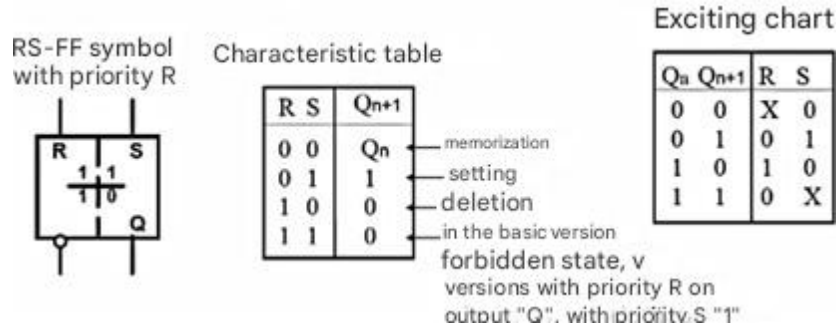 RS-FF symbol
with priority R
R S
1 1
1 0
Q
Characteristic table
R S Qn+1
0 0 Qn memorization
0 1 1 setting
1 0 0 deletion
1 1 0 in the basic version
forbidden state, v
versions with priority R on
output "Q", with priority S "1"
Exciting chart
Qn Qn+1 R S
0 0 X 0
0 1 0 1
1 0 1 0
1 1 0 X